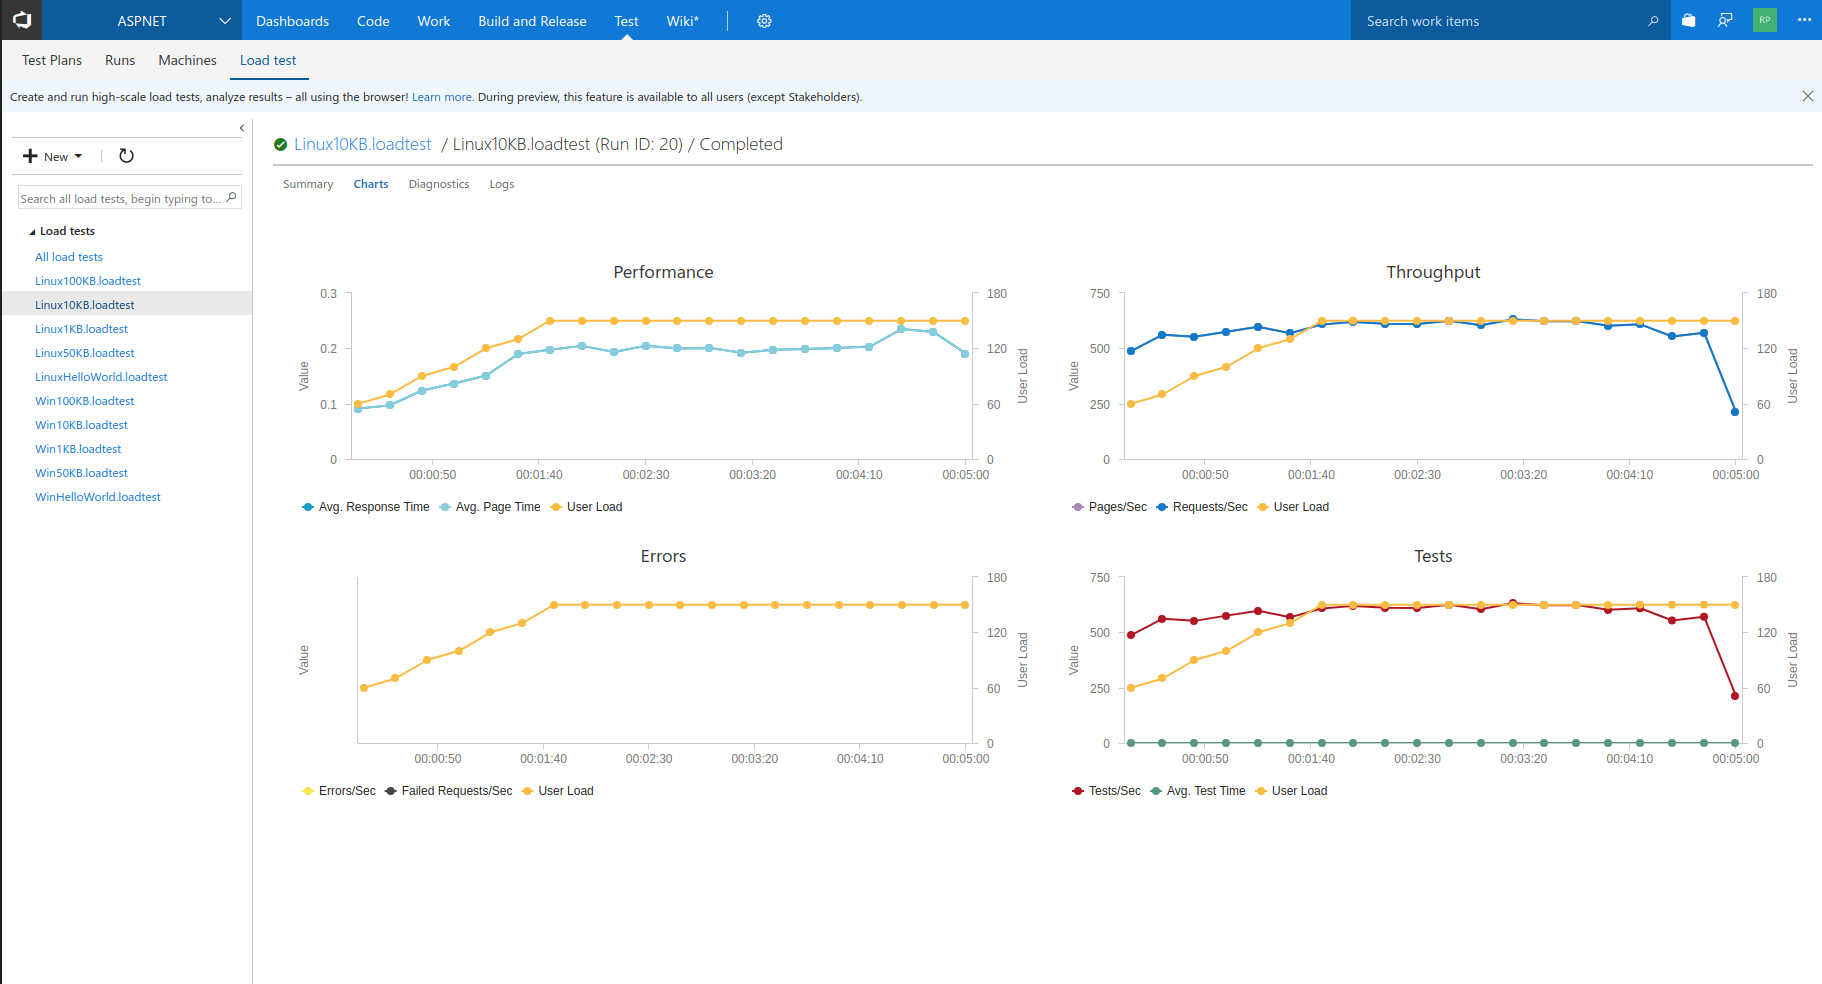 ASPNET Dashboards Code Work Build and Release Test Wiki* Search work items RP
Test Plans Runs Machines Load test
Create and run high-scale load tests, analyze results – all using the browser! Learn more. During preview, this feature is available to all users (except Stakeholders).
New
Search all load tests, begin typing to...
Load tests
All load tests
Linux100KB.loadtest
Linux10KB.loadtest
Linux1KB.loadtest
Linux50KB.loadtest
LinuxHelloWorld.loadtest
Win100KB.loadtest
Win10KB.loadtest
Win1KB.loadtest
Win50KB.loadtest
WinHelloWorld.loadtest
Linux10KB.loadtest / Linux10KB.loadtest (Run ID: 20) / Completed
Summary Charts Diagnostics Logs
Performance
0.3
0.2
0.1
0
Value
180
120
60
0
User Load
00:00:50 00:01:40 00:02:30 00:03:20 00:04:10 00:05:00
Avg. Response Time Avg. Page Time User Load
Throughput
750
500
250
0
Value
180
120
60
0
User Load
00:00:50 00:01:40 00:02:30 00:03:20 00:04:10 00:05:00
Pages/Sec Requests/Sec User Load
Errors
Value
180
120
60
0
User Load
00:00:50 00:01:40 00:02:30 00:03:20 00:04:10 00:05:00
Errors/Sec Failed Requests/Sec User Load
Tests
750
500
250
0
Value
180
120
60
0
User Load
00:00:50 00:01:40 00:02:30 00:03:20 00:04:10 00:05:00
Tests/Sec Avg. Test Time User Load